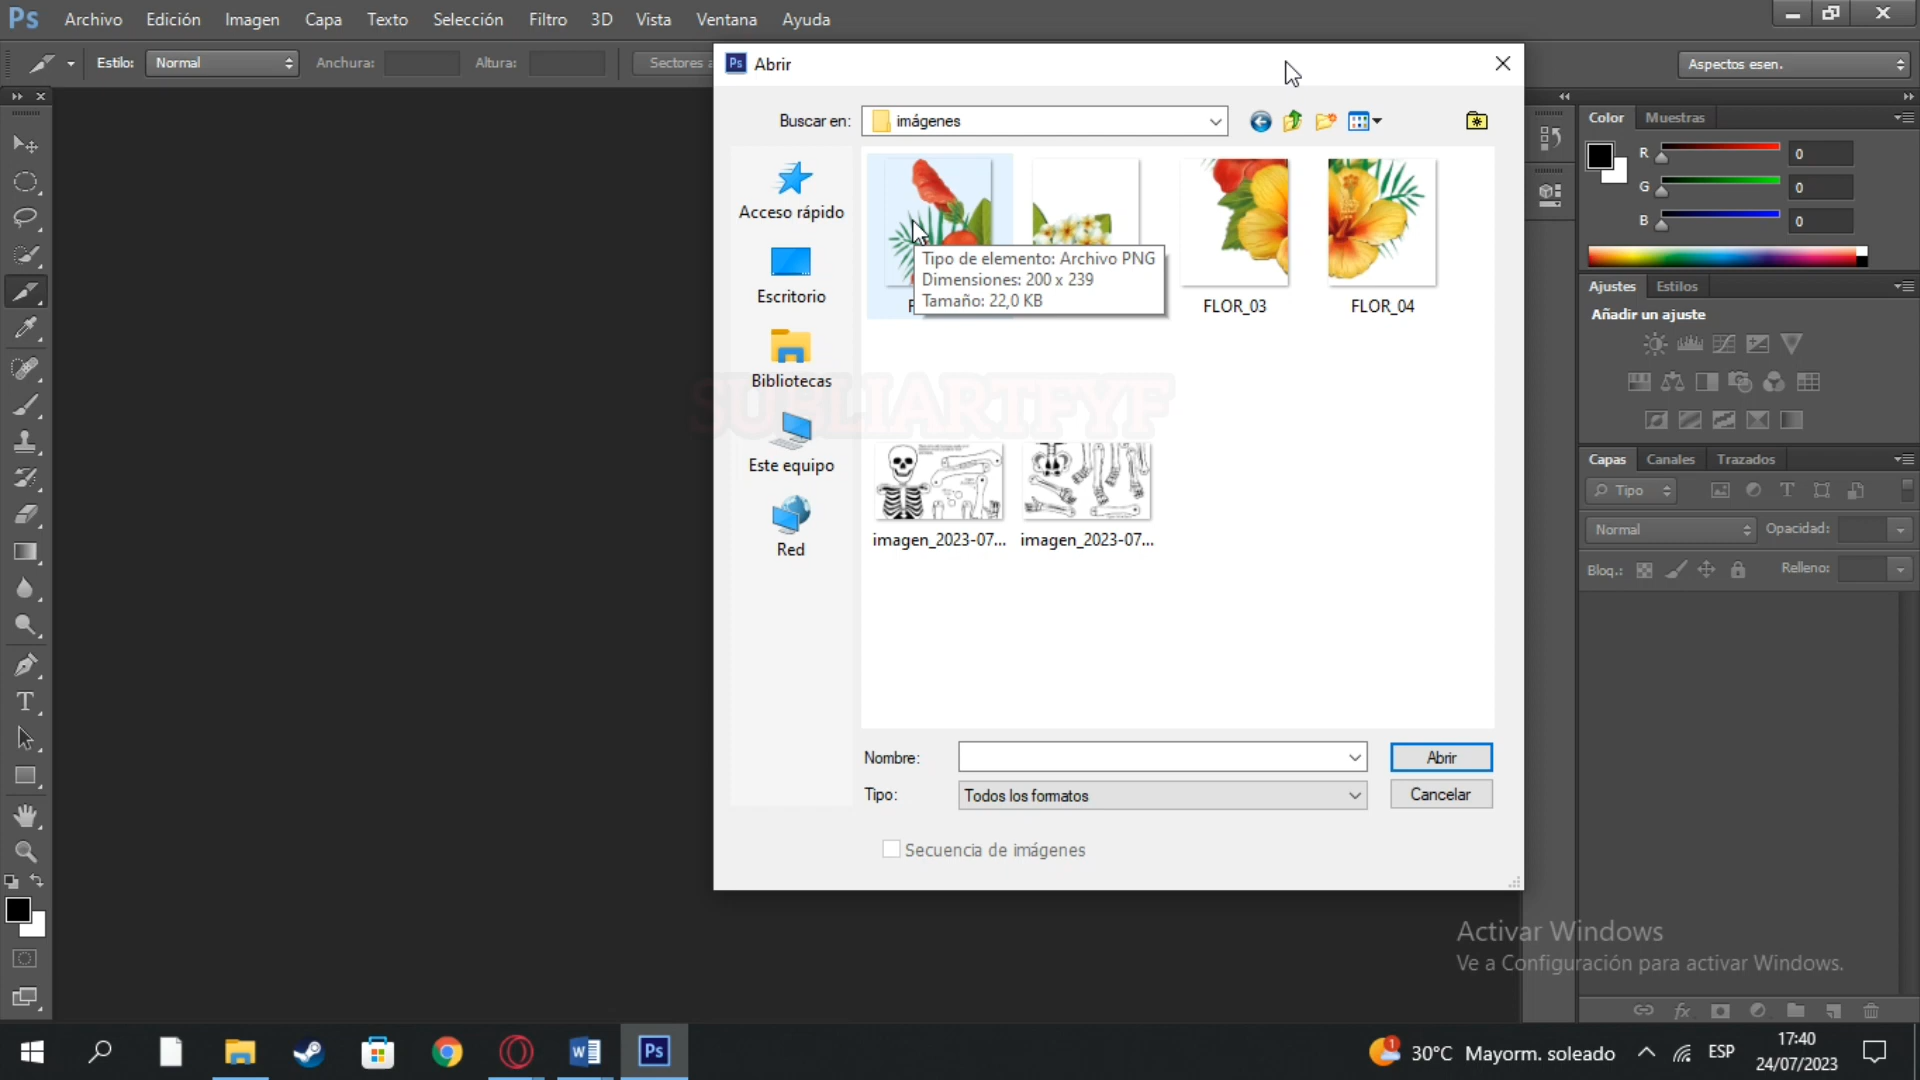 Ps Archivo Edición Imagen Capa Texto Selección Filtro 3D Vista Ventana Ayuda
Estilo: Normal Anchura: Altura: Sectores a
Aspectos esen.
Ps Abrir
Buscar en: imágenes
Acceso rápido
Escritorio
Bibliotecas
Este equipo
Red
Tipo de elemento: Archivo PNG
Dimensiones: 200 x 239
Tamaño: 22,0 KB
FLOR_03
FLOR_04
SUBLIARTFYF
imagen_2023-07...
imagen_2023-07...
Nombre:
Abrir
Tipo: Todos los formatos
Cancelar
Secuencia de imágenes
Color Muestras
R 0
G 0
B 0
Ajustes Estilos
Añadir un ajuste
Capas Canales Trazados
Tipo
Normal Opacidad:
Bloq.: Relleno:
Activar Windows
Ve a Configuración para activar Windows.
Ps
1 30°C Mayorm. soleado
ESP
17:40
24/07/2023